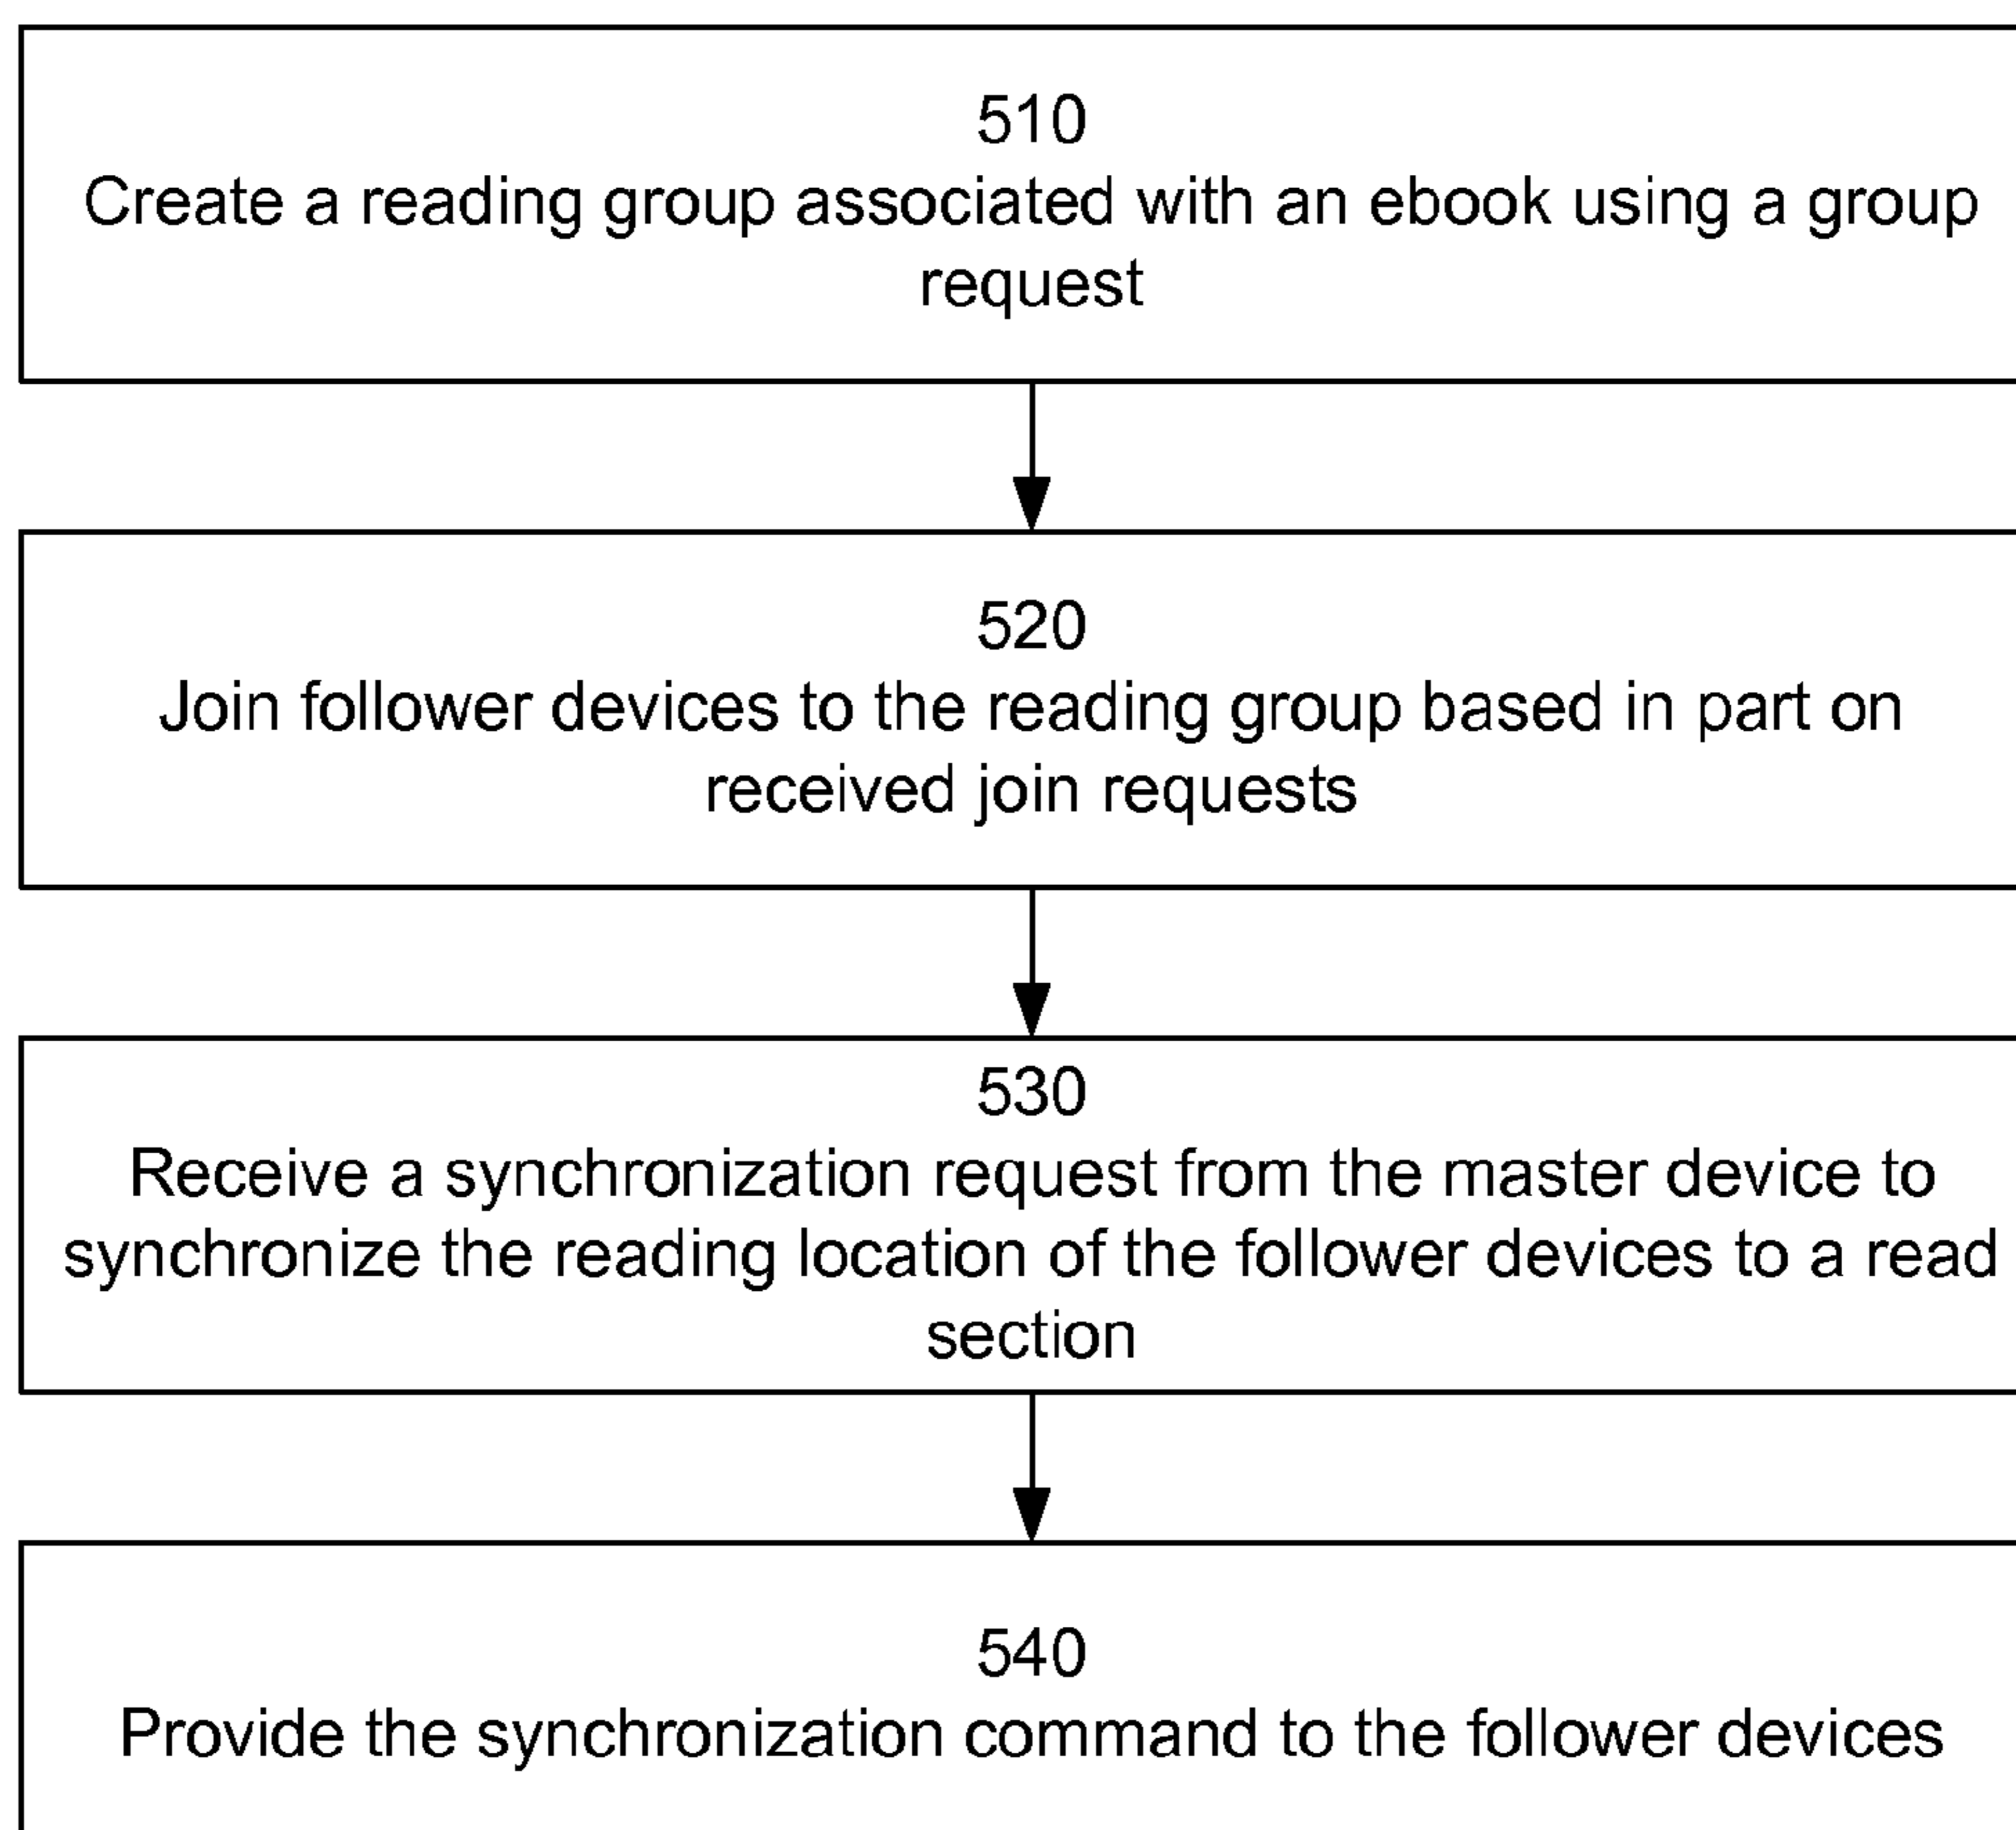 510
Create a reading group associated with an ebook using a group
request
520
Join follower devices to the reading group based in part on
received join requests
530
Receive a synchronization request from the master device to
synchronize the reading location of the follower devices to a read
section
540
Provide the synchronization command to the follower devices